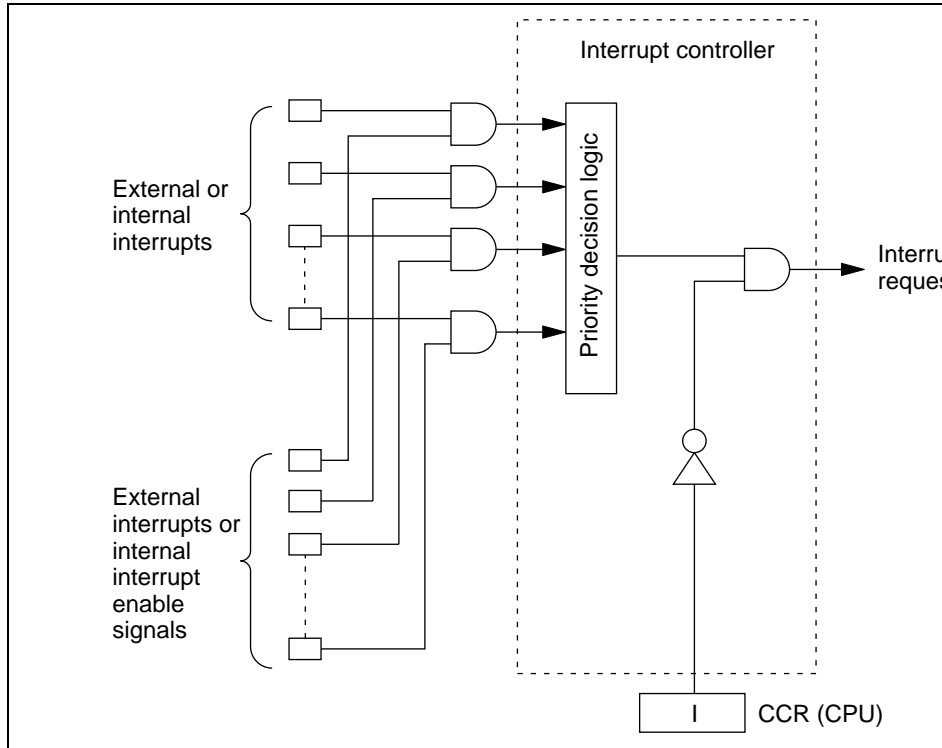 Interrupt controller
External or
internal
interrupts
Priority decision logic
Interru
reques
External
interrupts or
internal
interrupt
enable
signals
I
CCR (CPU)